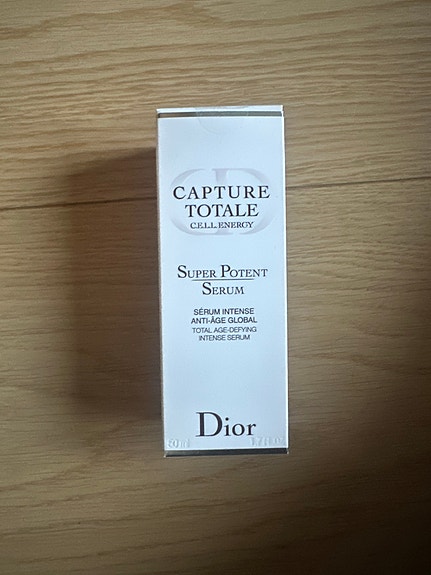 CAPTURE
TOTALE
C.E.L.L. ENERGY
SUPER POTENT
SERUM
SÉRUM INTENSE
ANTI-ÂGE GLOBAL
TOTAL AGE-DEFYING
INTENSE SERUM
Dior
50 ml